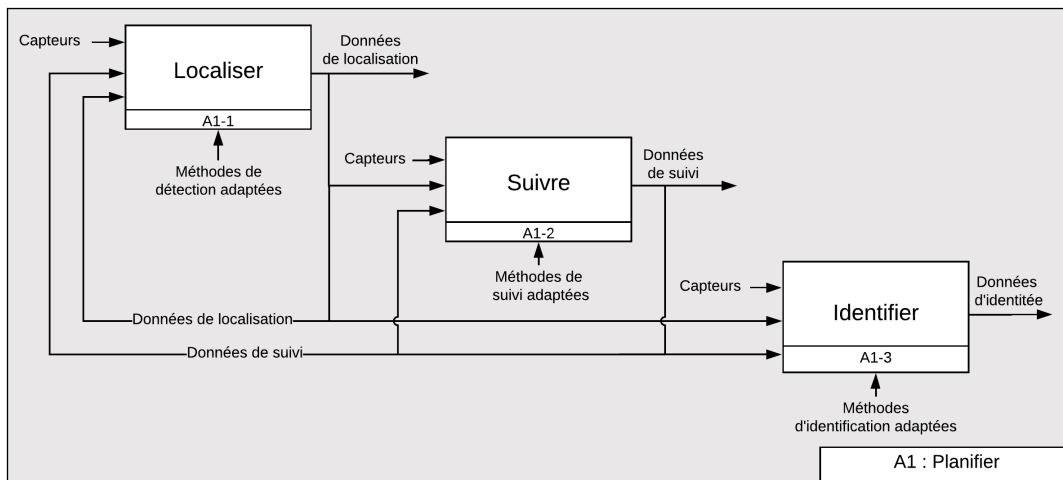 Capteurs
Localiser
A1-1
Données
de localisation
Méthodes de
détection adaptées
Capteurs
Suivre
A1-2
Données
de suivi
Méthodes de
suivi adaptées
Capteurs
Identifier
A1-3
Données
d'identitée
Données de localisation
Données de suivi
Méthodes
d'identification adaptées
A1 : Planifier